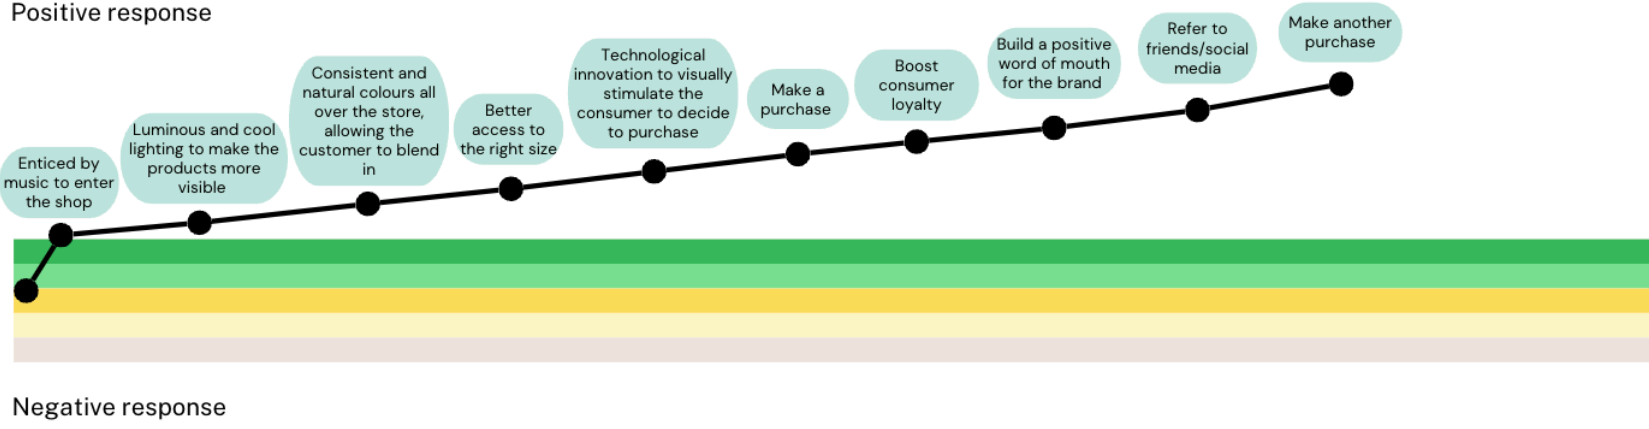 Positive response
Enticed by
music to enter
the shop
Luminous and cool
lighting to make the
products more
visible
Consistent and
natural colours all
over the store,
allowing the
customer to blend
in
Better
access to
the right size
Technological
innovation to visually
stimulate the
consumer to decide
to purchase
Make a
purchase
Boost
consumer
loyalty
Build a positive
word of mouth
for the brand
Refer to
friends/social
media
Make another
purchase
Negative response